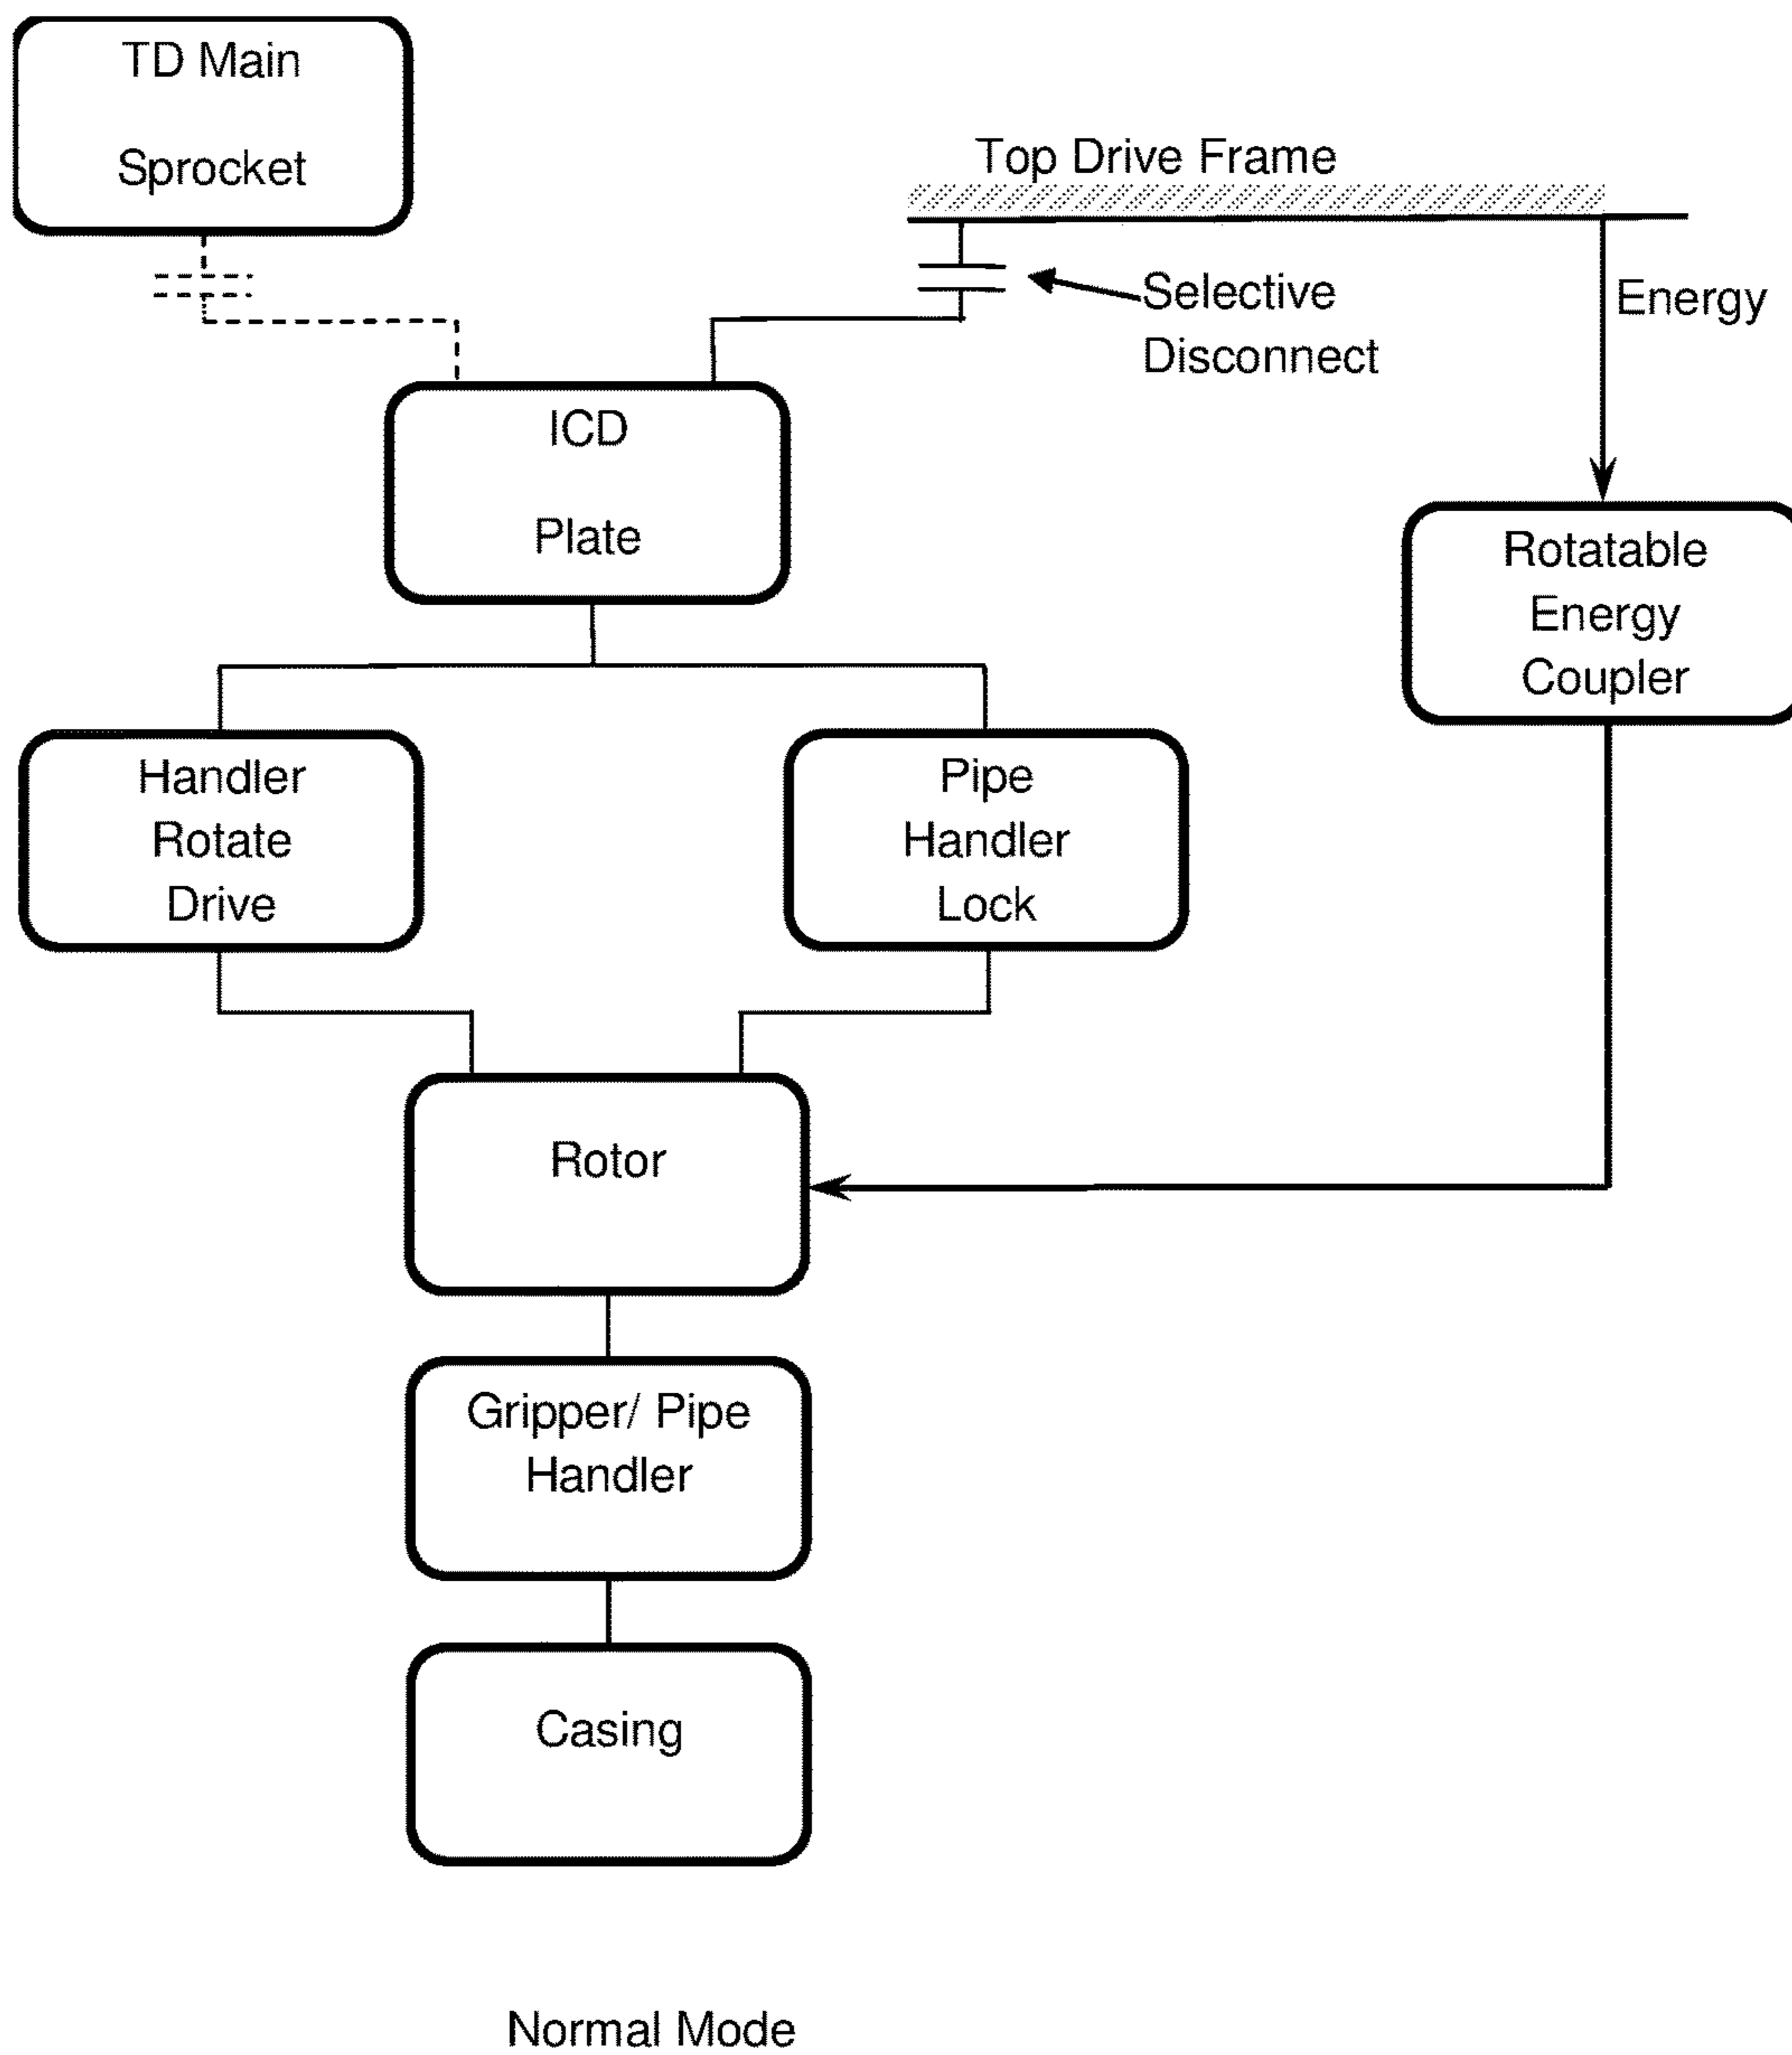 TD Main
Sprocket
Top Drive Frame
Selective
Disconnect
Energy
ICD
Plate
Rotatable
Energy
Coupler
Handler
Rotate
Drive
Pipe
Handler
Lock
Rotor
Gripper/ Pipe
Handler
Casing
Normal Mode